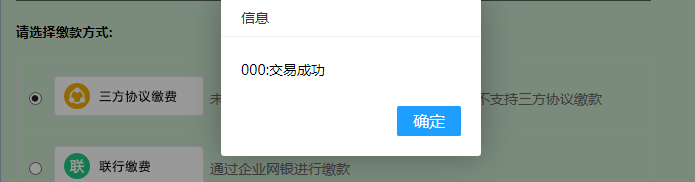 信息
请选择缴款方式:
000:交易成功
三方协议缴费 未 不支持三方协议缴款
确定
联 联行缴费 通过企业网银进行缴款